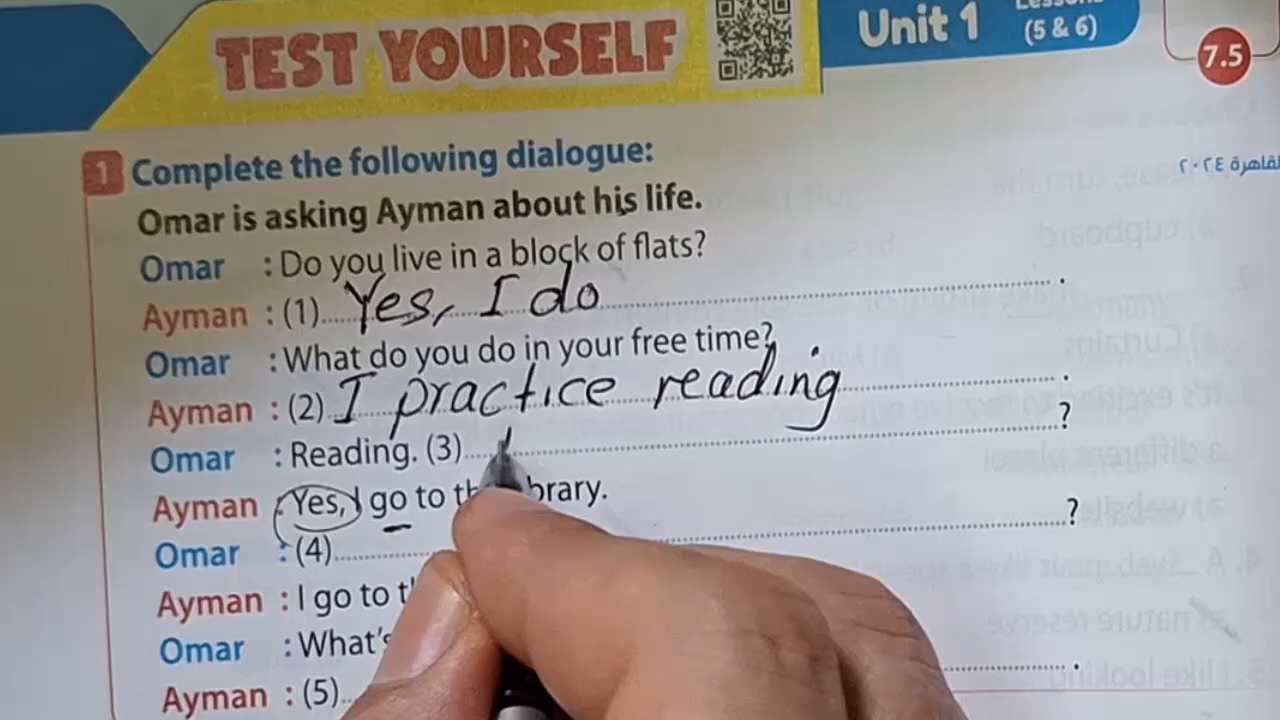 TEST YOURSELF
Unit 1
(5 & 6)
7.5
1 Complete the following dialogue:
القاهرة ٢٠٢٤
Omar is asking Ayman about his life.
Omar : Do you live in a block of flats?
Ayman : (1) Yes, I do.
Omar : What do you do in your free time?
Ayman : (2) I practice reading.
Omar : Reading. (3) ?
Ayman : Yes, I go to the library.
Omar : (4) ?
Ayman : I go to
Omar : What's
Ayman : (5) .